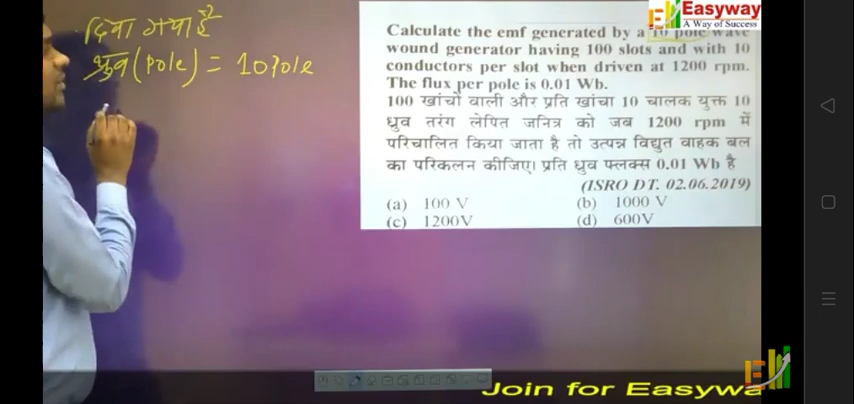 दिया गया है
ध्रुव (Pole) = 10 Pole
Easyway
A Way of Success
Calculate the emf generated by a 10 pole wave
wound generator having 100 slots and with 10
conductors per slot when driven at 1200 rpm.
The flux per pole is 0.01 Wb.
100 खांचों वाली और प्रति खांचा 10 चालक युक्त 10
ध्रुव तरंग लेपित जनित्र को जब 1200 rpm में
परिचालित किया जाता है तो उत्पन्न विद्युत वाहक बल
का परिकलन कीजिए। प्रति ध्रुव फ्लक्स 0.01 Wb है
(ISRO DT. 02.06.2019)
(a) 100 V (b) 1000 V
(c) 1200V (d) 600V
Join for Easywa